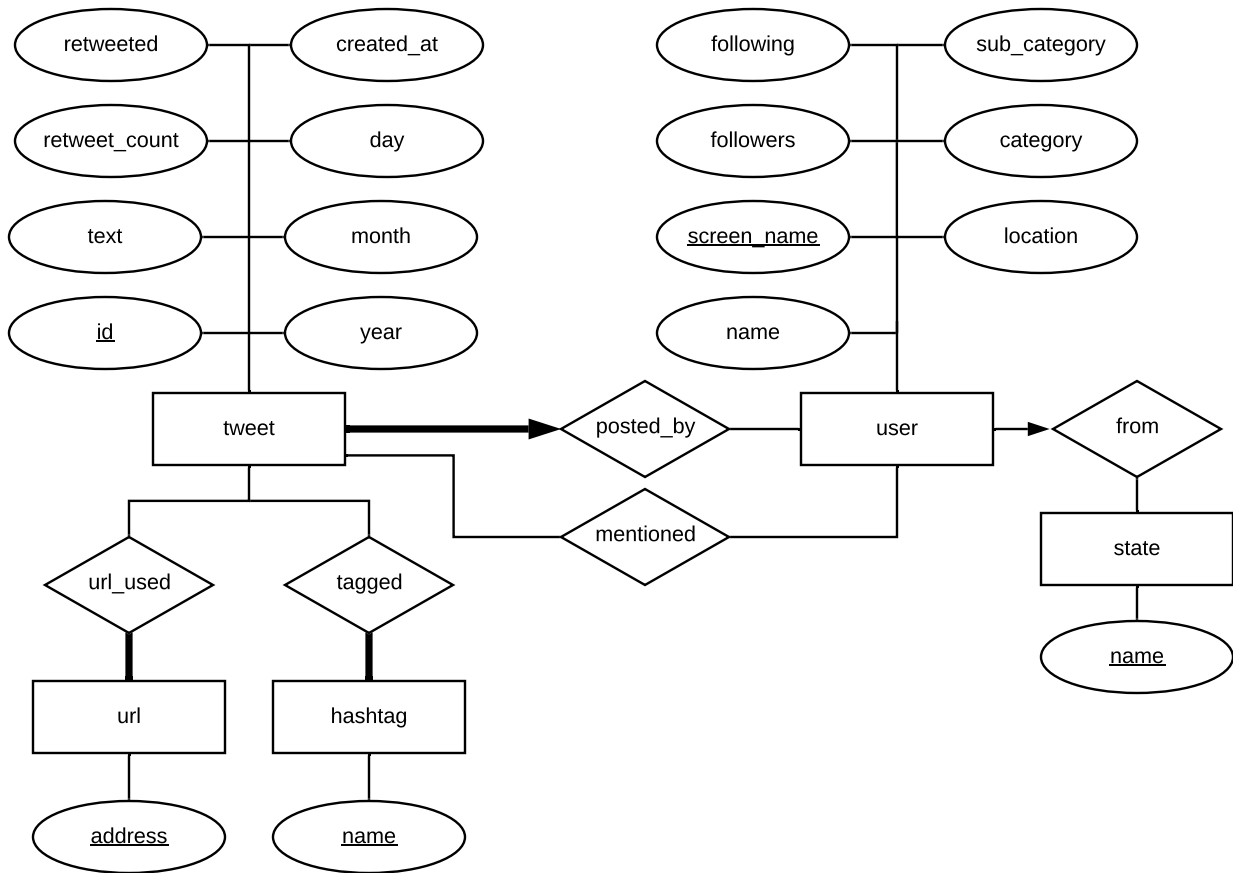 retweeted
created_at
following
sub_category
retweet_count
day
followers
category
text
month
screen_name
location
id
year
name
tweet
posted_by
user
from
mentioned
state
url_used
tagged
name
url
hashtag
address
name